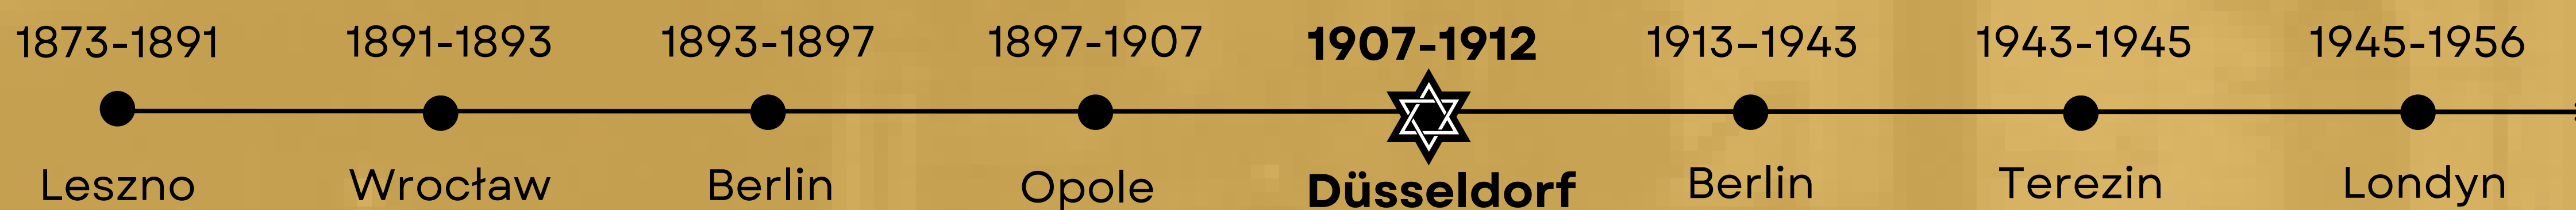 1873-1891 1891-1893 1893-1897 1897-1907 1907-1912 1913-1943 1943-1945 1945-1956
Leszno Wrocław Berlin Opole Düsseldorf Berlin Terezin Londyn